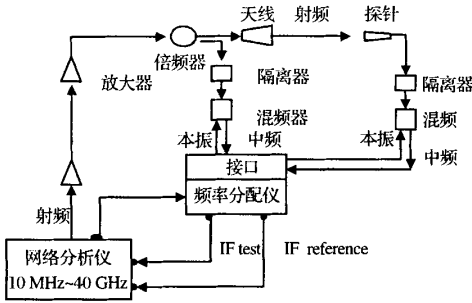 天线
射频
探针
倍频器
放大器
隔离器
隔离器
混频器
混频
本振
中频
本振
中频
接口
频率分配仪
射频
IF test
IF reference
网络分析仪
10 MHz~40 GHz